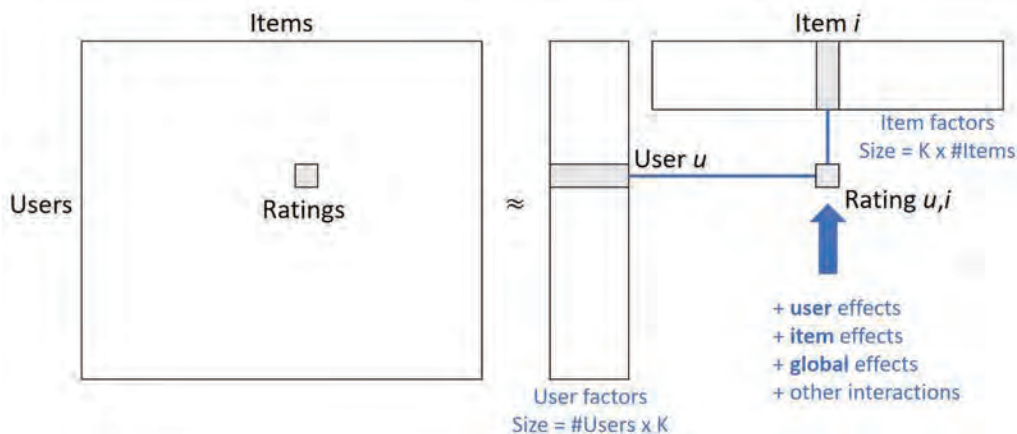 Items
Users
Ratings
≈
Item i
Item factors
Size = K x #Items
User u
Rating u,i
+ user effects
+ item effects
+ global effects
+ other interactions
User factors
Size = #Users x K